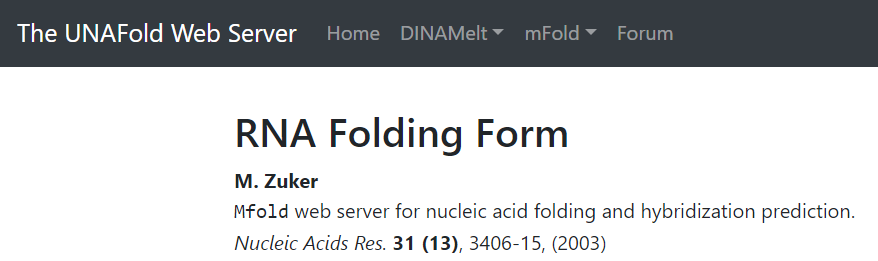 The UNAFold Web Server Home DINAMelt mFold Forum
RNA Folding Form
M. Zuker
Mfold web server for nucleic acid folding and hybridization prediction.
Nucleic Acids Res. 31 (13), 3406-15, (2003)